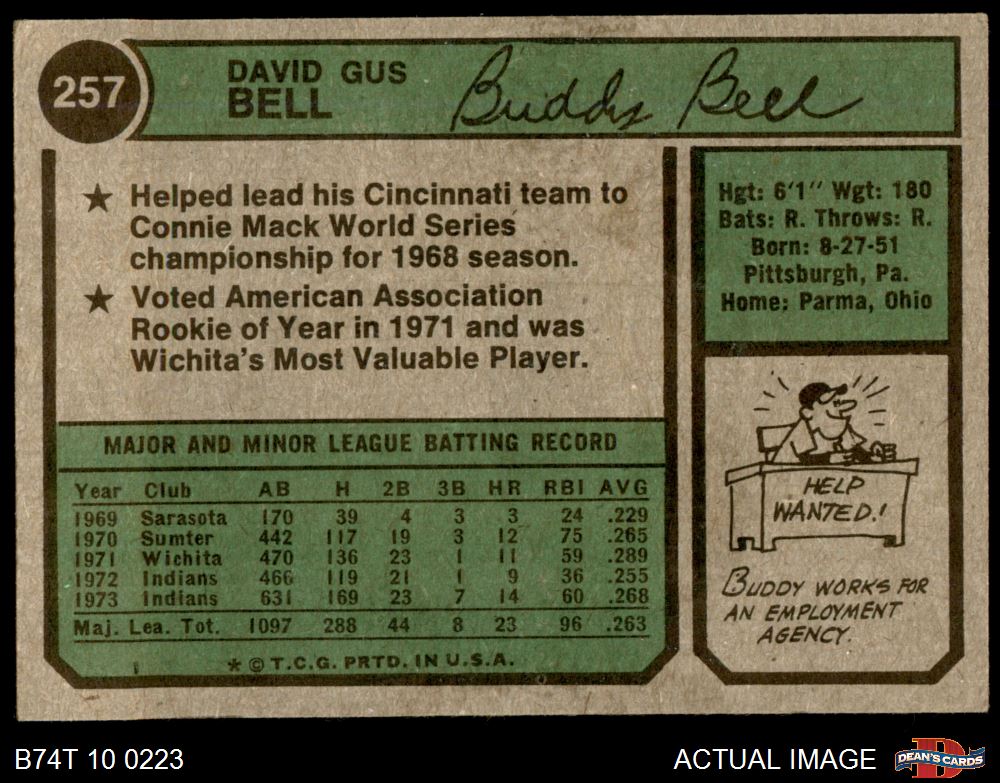 257
DAVID GUS
BELL
Buddy Bell
★ Helped lead his Cincinnati team to
Connie Mack World Series
championship for 1968 season.
★ Voted American Association
Rookie of Year in 1971 and was
Wichita's Most Valuable Player.
Hgt: 6'1" Wgt: 180
Bats: R. Throws: R.
Born: 8-27-51
Pittsburgh, Pa.
Home: Parma, Ohio
MAJOR AND MINOR LEAGUE BATTING RECORD
Year Club AB H 2B 3B HR RBI AVG
1969 Sarasota 170 39 4 3 3 24 .229
1970 Sumter 442 117 19 3 12 75 .265
1971 Wichita 470 136 23 1 11 59 .289
1972 Indians 466 119 21 1 9 36 .255
1973 Indians 631 169 23 7 14 60 .268
Maj. Lea. Tot. 1097 288 44 8 23 96 .263
* © T.C.G. PRTD. IN U.S.A.
HELP
WANTED!
BUDDY WORKS FOR
AN EMPLOYMENT
AGENCY.
B74T 10 0223
ACTUAL IMAGE
D
DEAN'S CARDS